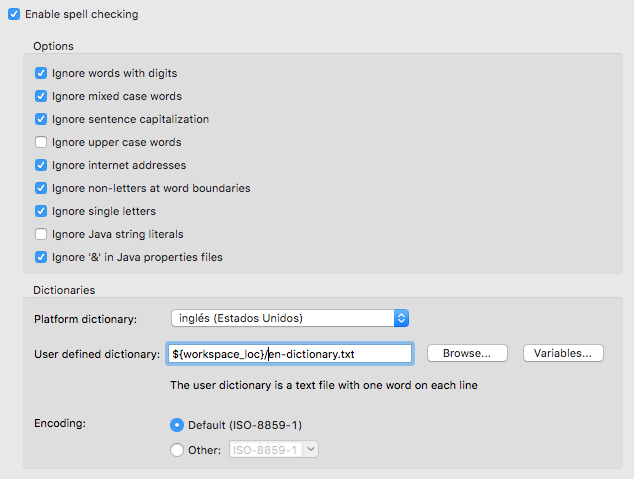 Enable spell checking
Options
Ignore words with digits
Ignore mixed case words
Ignore sentence capitalization
Ignore upper case words
Ignore internet addresses
Ignore non-letters at word boundaries
Ignore single letters
Ignore Java string literals
Ignore '&' in Java properties files
Dictionaries
Platform dictionary: inglés (Estados Unidos)
User defined dictionary: ${workspace_loc}/en-dictionary.txt Browse... Variables...
The user dictionary is a text file with one word on each line
Encoding: Default (ISO-8859-1)
Other: ISO-8859-1